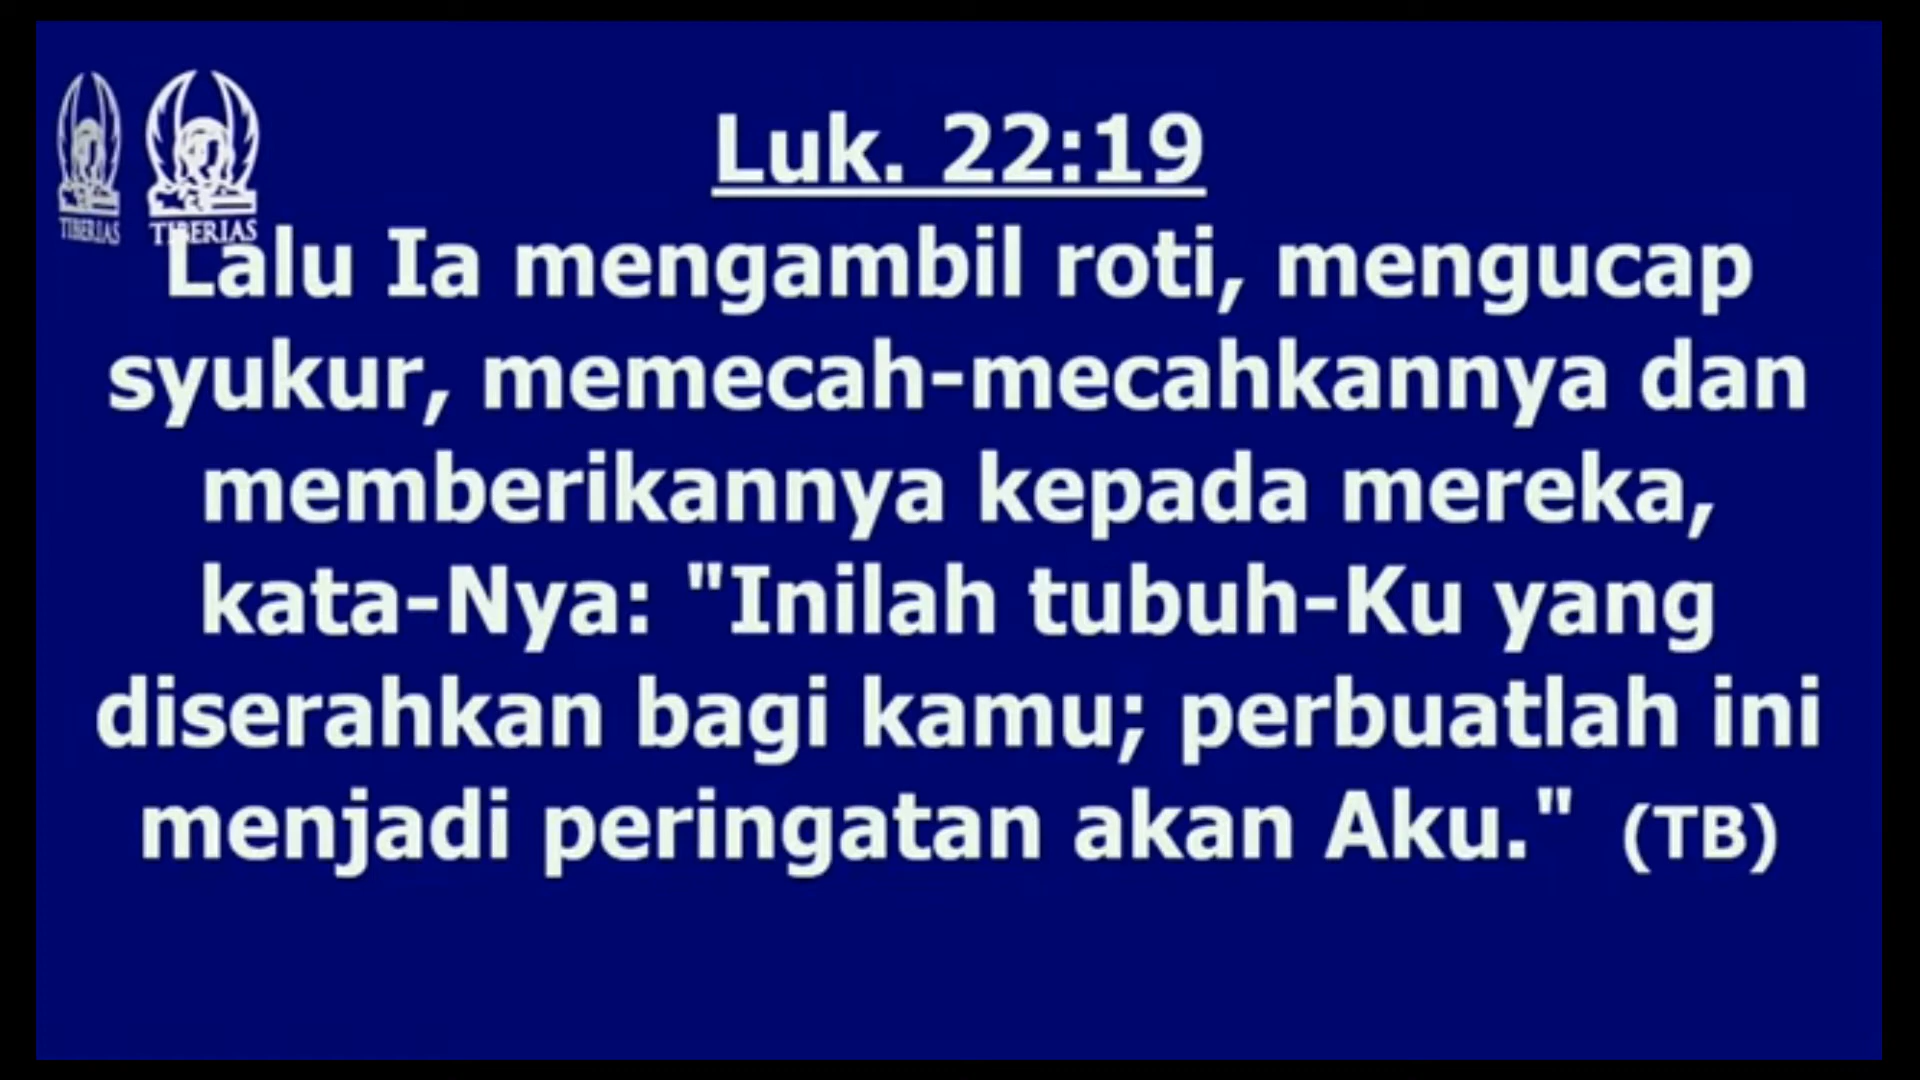 TIBERIAS TIBERIAS
Luk. 22:19
Lalu Ia mengambil roti, mengucap
syukur, memecah-mecahkannya dan
memberikannya kepada mereka,
kata-Nya: "Inilah tubuh-Ku yang
diserahkan bagi kamu; perbuatlah ini
menjadi peringatan akan Aku." (TB)